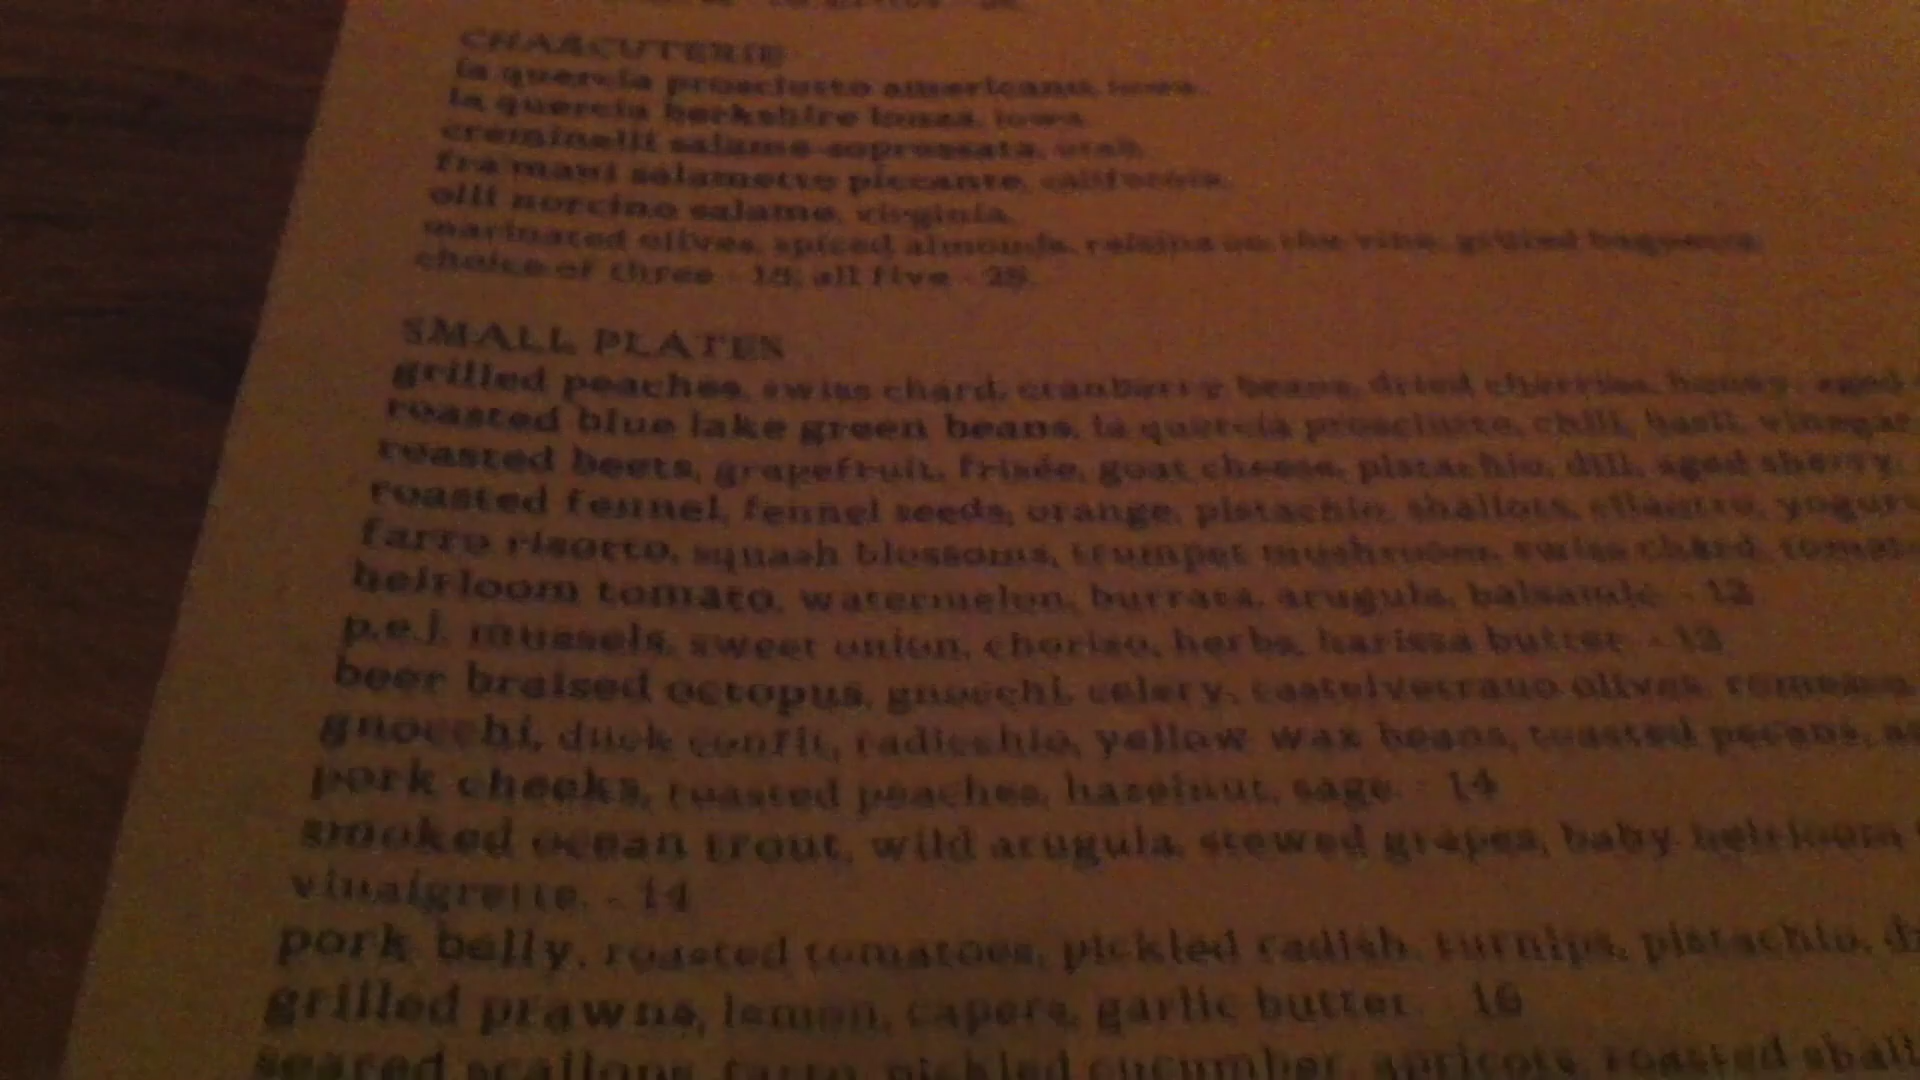 CHARCUTERIE
la quercia prosciutto americano, iowa.
la quercia berkshire lonza, iowa
creminelli salame sopressata, utah.
fra'mani salametto piccante, california.
olli norcino salame, virginia.
marinated olives, spiced almonds, raisins on the vine, grilled baguette
choice of three - 15, all five - 25.
SMALL PLATES
grilled peaches, swiss chard, cranberry beans, dried cherries, honey, aged
roasted blue lake green beans, la quercia prosciutto, chili, basil, vinegar
roasted beets, grapefruit, frisée, goat cheese, pistachio, dill, aged sherry
roasted fennel, fennel seeds, orange, pistachio, shallots, cilantro, yogurt
farro risotto, squash blossoms, trumpet mushroom, swiss chard, tomato
heirloom tomato, watermelon, burrata, arugula, balsamic - 13
p.e.i. mussels, sweet onion, chorizo, herbs, harissa butter - 13
beer braised octopus, gnocchi, celery, castelvetrano olives, romesco
gnocchi, duck confit, radicchio, yellow wax beans, toasted pecans,
pork cheeks, roasted peaches, hazelnut, sage. - 14
smoked ocean trout, wild arugula, stewed grapes, baby heirloom
vinaigrette. - 14
pork belly, roasted tomatoes, pickled radish, turnips, pistachio,
grilled prawns, lemon, capers, garlic butter. 16
seared scallops, farro, pickled cucumber, apricots, roasted